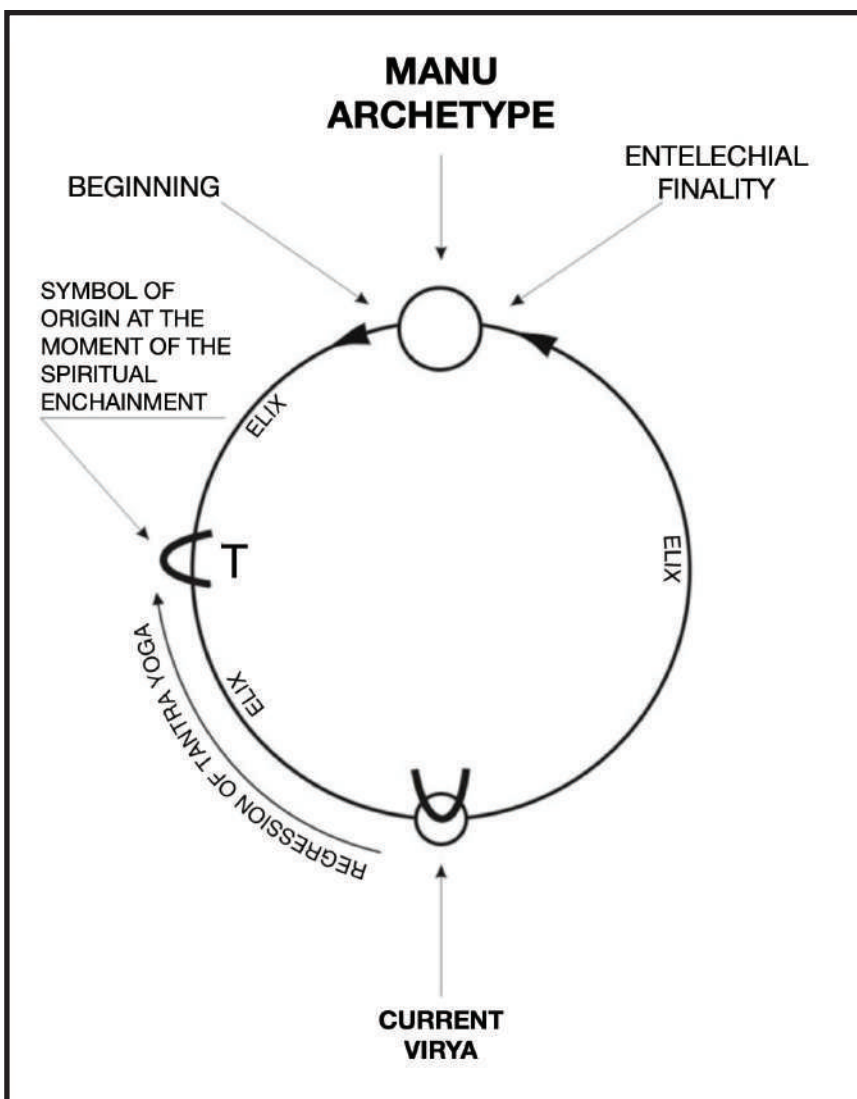 MANU
ARCHETYPE
BEGINNING
ENTELECHIAL
FINALITY
SYMBOL OF
ORIGIN AT THE
MOMENT OF THE
SPIRITUAL
ENCHAINMENT
ELIX
ELIX
T
ELIX
REGRESSION OF TANTRA YOGA
CURRENT
VIRYA